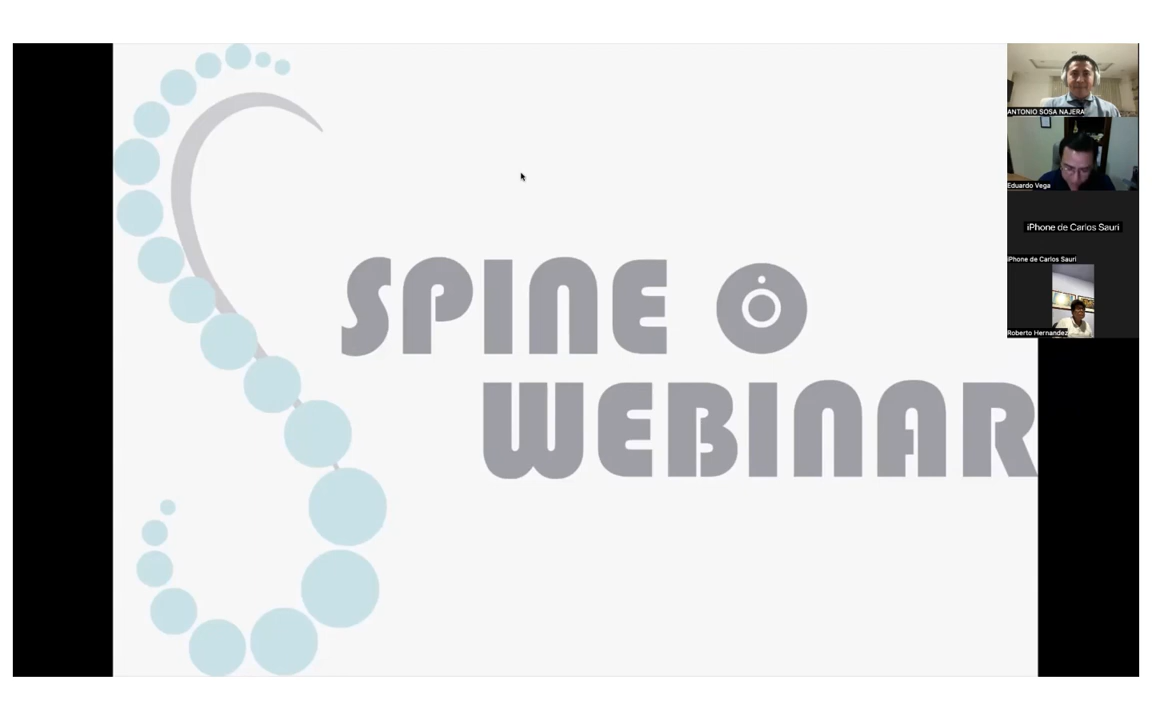 SPINE
WEBINAR
ANTONIO SOSA NAJERA
Eduardo Vega
iPhone de Carlos Sauri
iPhone de Carlos Sauri
Roberto Hernandez